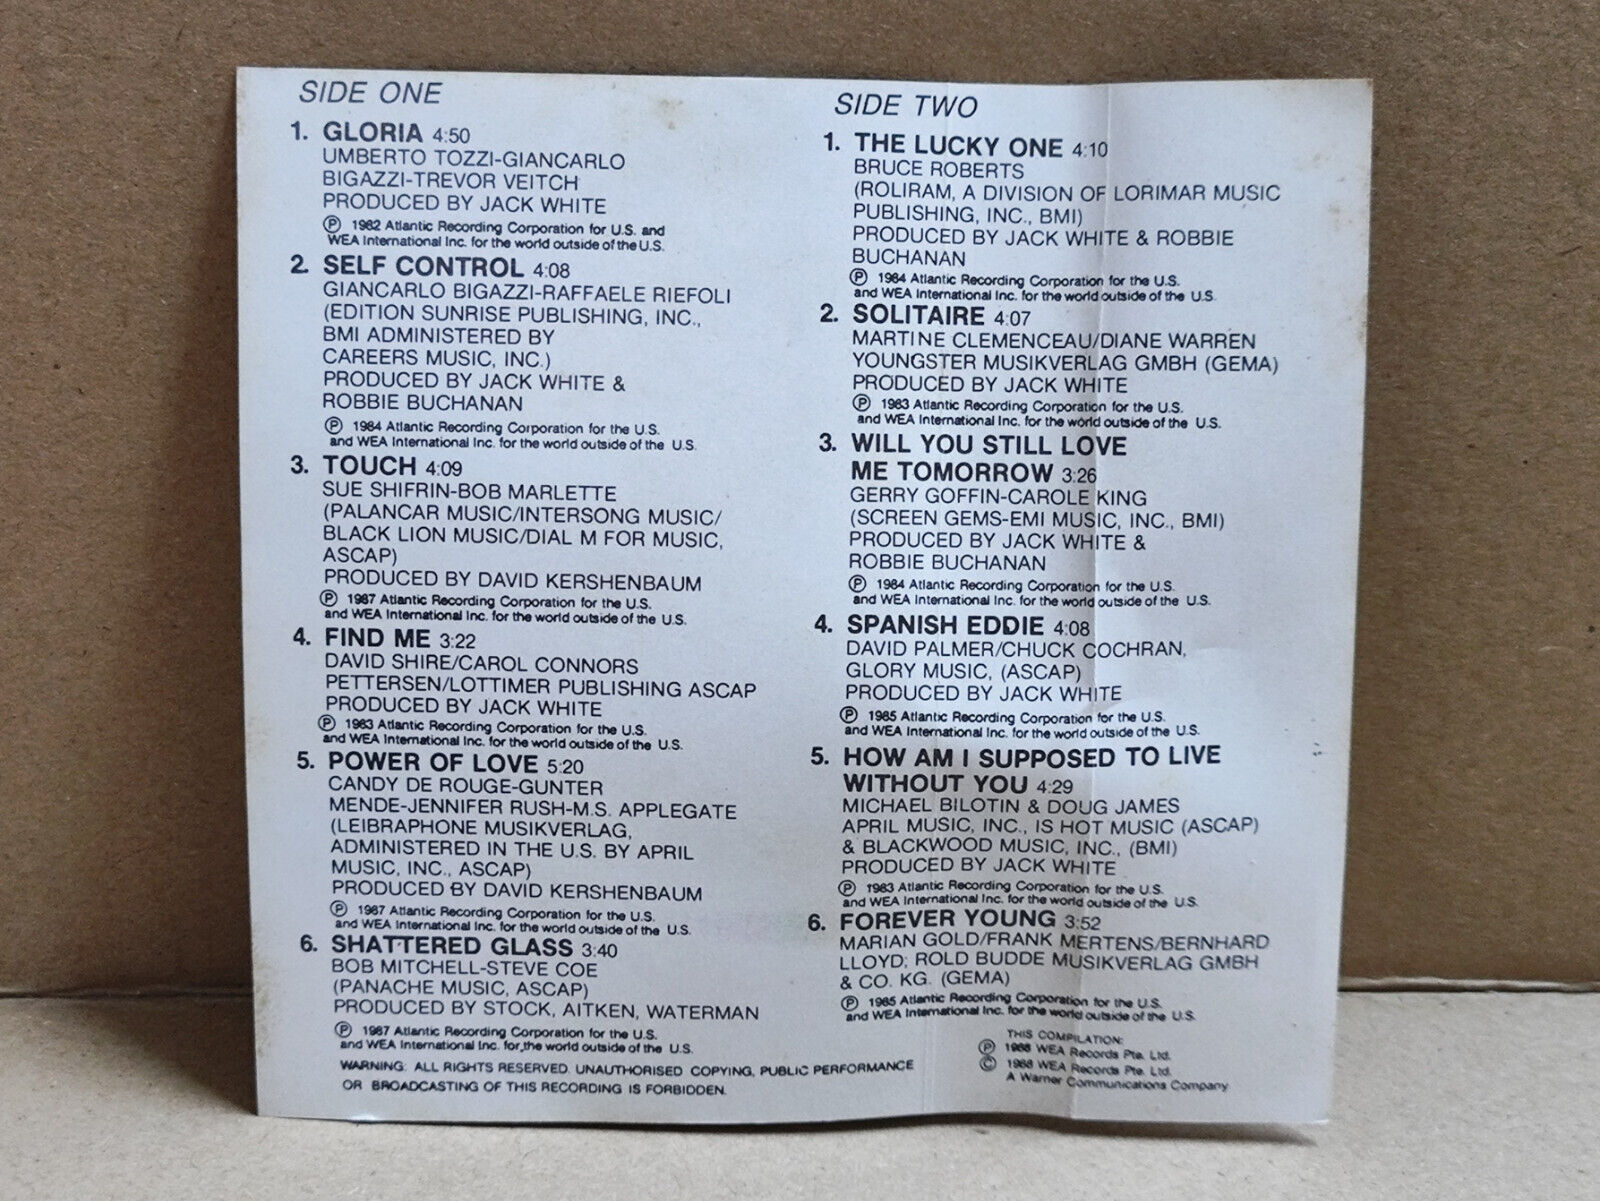 SIDE ONE
1. GLORIA 4:50
UMBERTO TOZZI-GIANCARLO
BIGAZZI-TREVOR VEITCH
PRODUCED BY JACK WHITE
Ⓟ 1982 Atlantic Recording Corporation for U.S. and
WEA International Inc. for the world outside of the U.S.
2. SELF CONTROL 4:08
GIANCARLO BIGAZZI-RAFFAELE RIEFOLI
(EDITION SUNRISE PUBLISHING, INC.,
BMI ADMINISTERED BY
CAREERS MUSIC, INC.)
PRODUCED BY JACK WHITE &
ROBBIE BUCHANAN
Ⓟ 1984 Atlantic Recording Corporation for the U.S.
and WEA International Inc. for the world outside of the U.S.
3. TOUCH 4:09
SUE SHIFRIN-BOB MARLETTE
(PALANCAR MUSIC/INTERSONG MUSIC/
BLACK LION MUSIC/DIAL M FOR MUSIC,
ASCAP)
PRODUCED BY DAVID KERSHENBAUM
Ⓟ 1987 Atlantic Recording Corporation for the U.S.
and WEA International Inc. for the world outside of the U.S.
4. FIND ME 3:22
DAVID SHIRE/CAROL CONNORS
PETTERSEN/LOTTIMER PUBLISHING ASCAP
PRODUCED BY JACK WHITE
Ⓟ 1983 Atlantic Recording Corporation for the U.S.
and WEA International Inc. for the world outside of the U.S.
5. POWER OF LOVE 5:20
CANDY DE ROUGE-GUNTER
MENDE-JENNIFER RUSH-M.S. APPLEGATE
(LEIBRAPHONE MUSIKVERLAG,
ADMINISTERED IN THE U.S. BY APRIL
MUSIC, INC., ASCAP)
PRODUCED BY DAVID KERSHENBAUM
Ⓟ 1987 Atlantic Recording Corporation for the U.S.
and WEA International Inc. for the world outside of the U.S.
6. SHATTERED GLASS 3:40
BOB MITCHELL-STEVE COE
(PANACHE MUSIC, ASCAP)
PRODUCED BY STOCK, AITKEN, WATERMAN
Ⓟ 1987 Atlantic Recording Corporation for the U.S.
and WEA International Inc. for the world outside of the U.S.
SIDE TWO
1. THE LUCKY ONE 4:10
BRUCE ROBERTS
(ROLIRAM, A DIVISION OF LORIMAR MUSIC
PUBLISHING, INC., BMI)
PRODUCED BY JACK WHITE & ROBBIE
BUCHANAN
Ⓟ 1984 Atlantic Recording Corporation for the U.S.
and WEA International Inc. for the world outside of the U.S.
2. SOLITAIRE 4:07
MARTINE CLEMENCEAU/DIANE WARREN
YOUNGSTER MUSIKVERLAG GMBH (GEMA)
PRODUCED BY JACK WHITE
Ⓟ 1983 Atlantic Recording Corporation for the U.S.
and WEA International Inc. for the world outside of the U.S.
3. WILL YOU STILL LOVE
ME TOMORROW 3:26
GERRY GOFFIN-CAROLE KING
(SCREEN GEMS-EMI MUSIC, INC., BMI)
PRODUCED BY JACK WHITE &
ROBBIE BUCHANAN
Ⓟ 1984 Atlantic Recording Corporation for the U.S.
and WEA International Inc. for the world outside of the U.S.
4. SPANISH EDDIE 4:08
DAVID PALMER/CHUCK COCHRAN,
GLORY MUSIC, (ASCAP)
PRODUCED BY JACK WHITE
Ⓟ 1985 Atlantic Recording Corporation for the U.S.
and WEA International Inc. for the world outside of the U.S.
5. HOW AM I SUPPOSED TO LIVE
WITHOUT YOU 4:29
MICHAEL BILOTIN & DOUG JAMES
APRIL MUSIC, INC., IS HOT MUSIC (ASCAP)
& BLACKWOOD MUSIC, INC., (BMI)
PRODUCED BY JACK WHITE
Ⓟ 1983 Atlantic Recording Corporation for the U.S.
and WEA International Inc. for the world outside of the U.S.
6. FOREVER YOUNG 3:52
MARIAN GOLD/FRANK MERTENS/BERNHARD
LLOYD; ROLD BUDDE MUSIKVERLAG GMBH
& CO. KG. (GEMA)
Ⓟ 1985 Atlantic Recording Corporation for the U.S.
and WEA International Inc. for the world outside of the U.S.
THIS COMPILATION:
Ⓟ 1988 WEA Records Pte. Ltd.
© 1988 WEA Records Pte. Ltd.
A Warner Communications Company
WARNING: ALL RIGHTS RESERVED. UNAUTHORISED COPYING, PUBLIC PERFORMANCE
OR BROADCASTING OF THIS RECORDING IS FORBIDDEN.